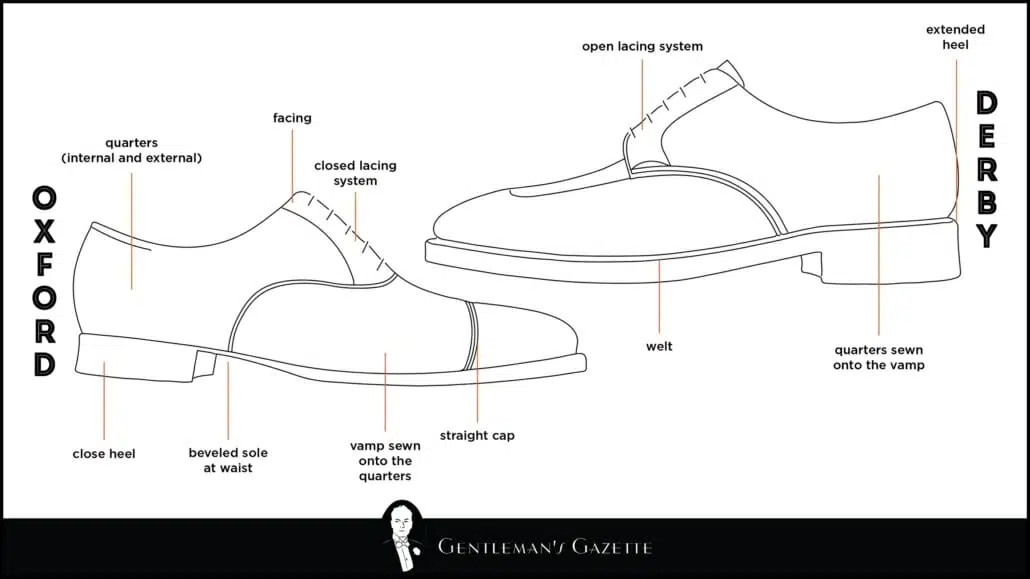 OXFORD
quarters
(internal and external)
facing
closed lacing
system
close heel
beveled sole
at waist
vamp sewn
onto the
quarters
straight cap
open lacing system
extended
heel
DERBY
welt
quarters sewn
onto the vamp
GENTLEMAN'S GAZETTE